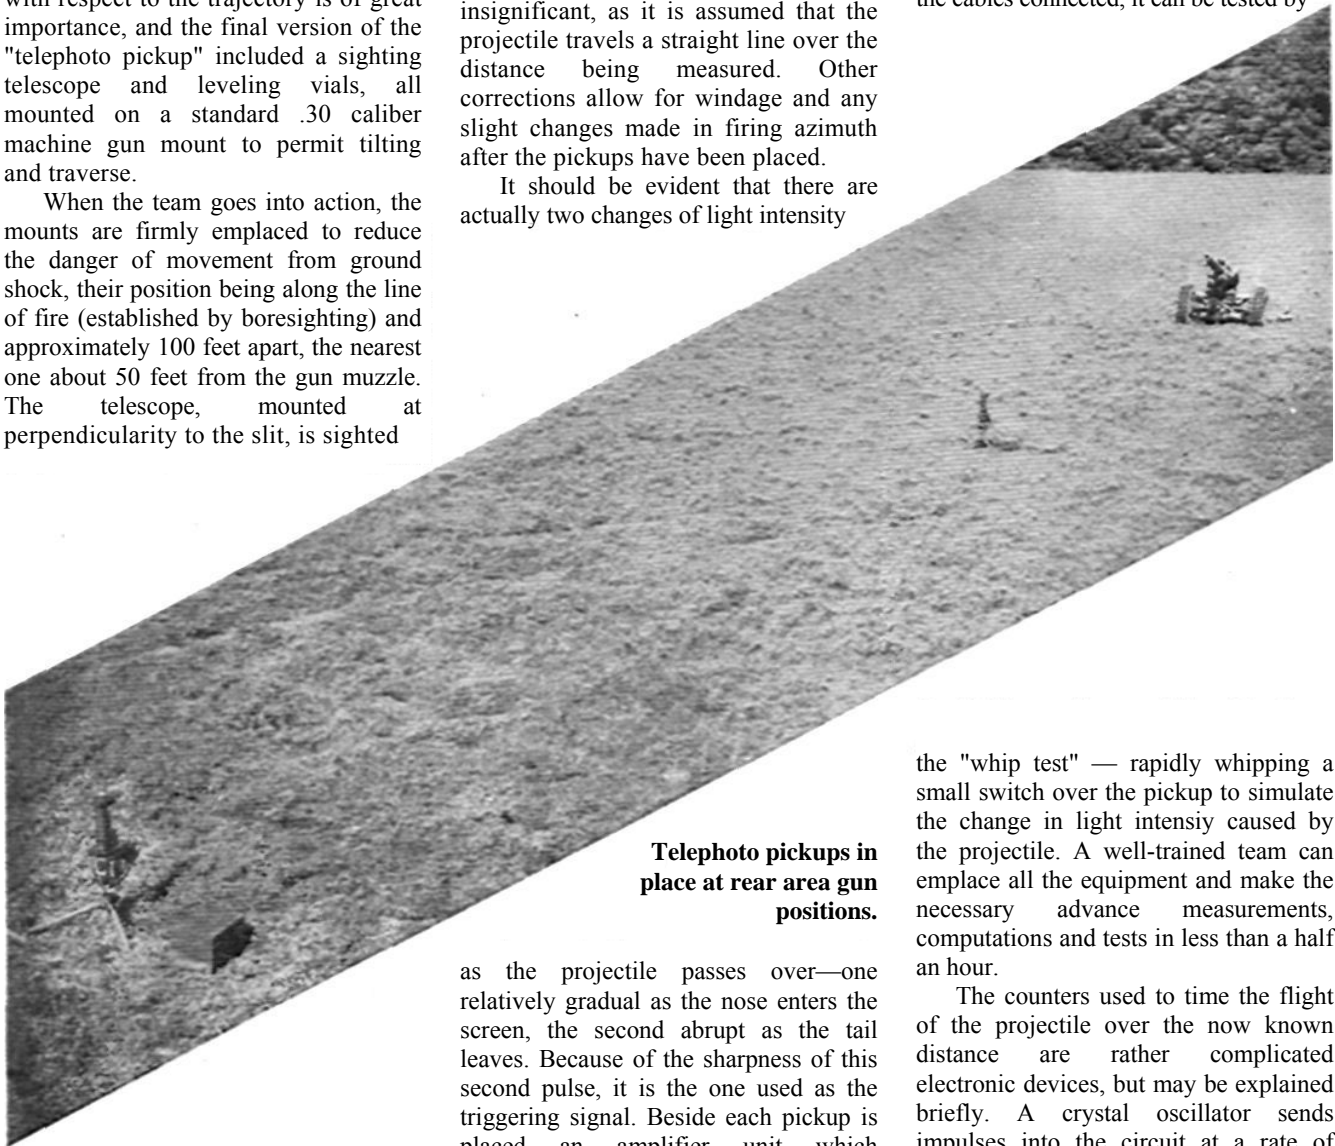 with respect to the trajectory is of great
importance, and the final version of the
"telephoto pickup" included a sighting
telescope and leveling vials, all
mounted on a standard .30 caliber
machine gun mount to permit tilting
and traverse.
When the team goes into action, the
mounts are firmly emplaced to reduce
the danger of movement from ground
shock, their position being along the line
of fire (established by boresighting) and
approximately 100 feet apart, the nearest
one about 50 feet from the gun muzzle.
The telescope, mounted at
perpendicularity to the slit, is sighted
insignificant, as it is assumed that the
projectile travels a straight line over the
distance being measured. Other
corrections allow for windage and any
slight changes made in firing azimuth
after the pickups have been placed.
It should be evident that there are
actually two changes of light intensity
Telephoto pickups in
place at rear area gun
positions.
as the projectile passes over—one
relatively gradual as the nose enters the
screen, the second abrupt as the tail
leaves. Because of the sharpness of this
second pulse, it is the one used as the
triggering signal. Beside each pickup is
placed an amplifier unit which
the cables connected, it can be tested by
the "whip test" — rapidly whipping a
small switch over the pickup to simulate
the change in light intensiy caused by
the projectile. A well-trained team can
emplace all the equipment and make the
necessary advance measurements,
computations and tests in less than a half
an hour.
The counters used to time the flight
of the projectile over the now known
distance are rather complicated
electronic devices, but may be explained
briefly. A crystal oscillator sends
impulses into the circuit at a rate of